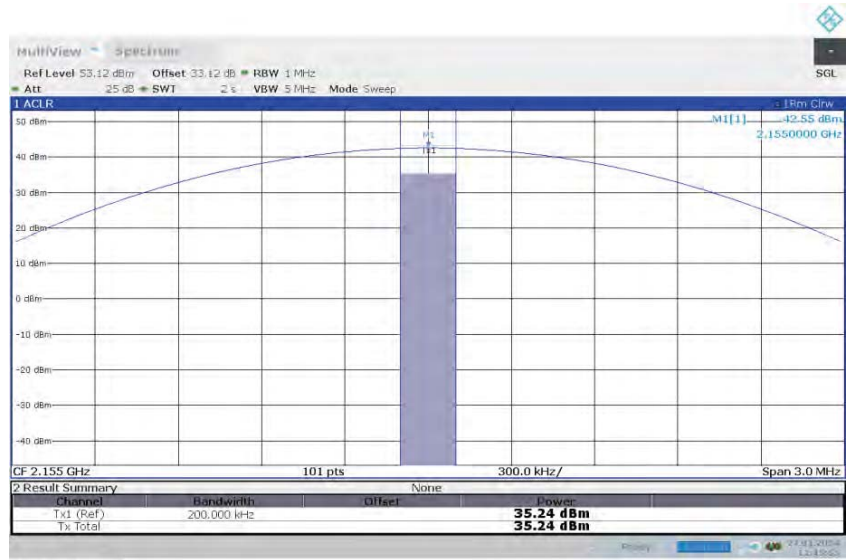 MultiView Spectrum
Ref Level 53.12 dBm Offset 33.12 dB RBW 1 MHz
SGL
Att 25 dB SWT 2 s VBW 5 MHz Mode Sweep
1 ACLR 1Rm Clrw
M1[1] 42.55 dBm
2.1550000 GHz
50 dBm
M1
Tx1
40 dBm
30 dBm
20 dBm
10 dBm
0 dBm
-10 dBm
-20 dBm
-30 dBm
-40 dBm
CF 2.155 GHz 101 pts 300.0 kHz/ Span 3.0 MHz
2 Result Summary None
Channel Bandwidth Offset Power
Tx1 (Ref) 200.000 kHz 35.24 dBm
Tx Total 35.24 dBm
Ready